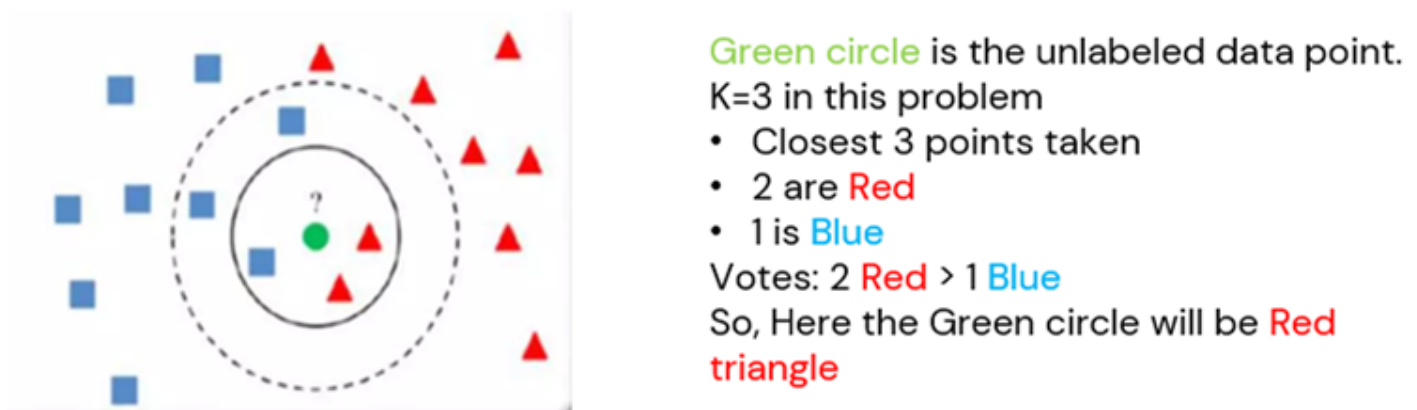 ?
Green circle is the unlabeled data point.
K=3 in this problem
• Closest 3 points taken
• 2 are Red
• 1 is Blue
Votes: 2 Red > 1 Blue
So, Here the Green circle will be Red
triangle